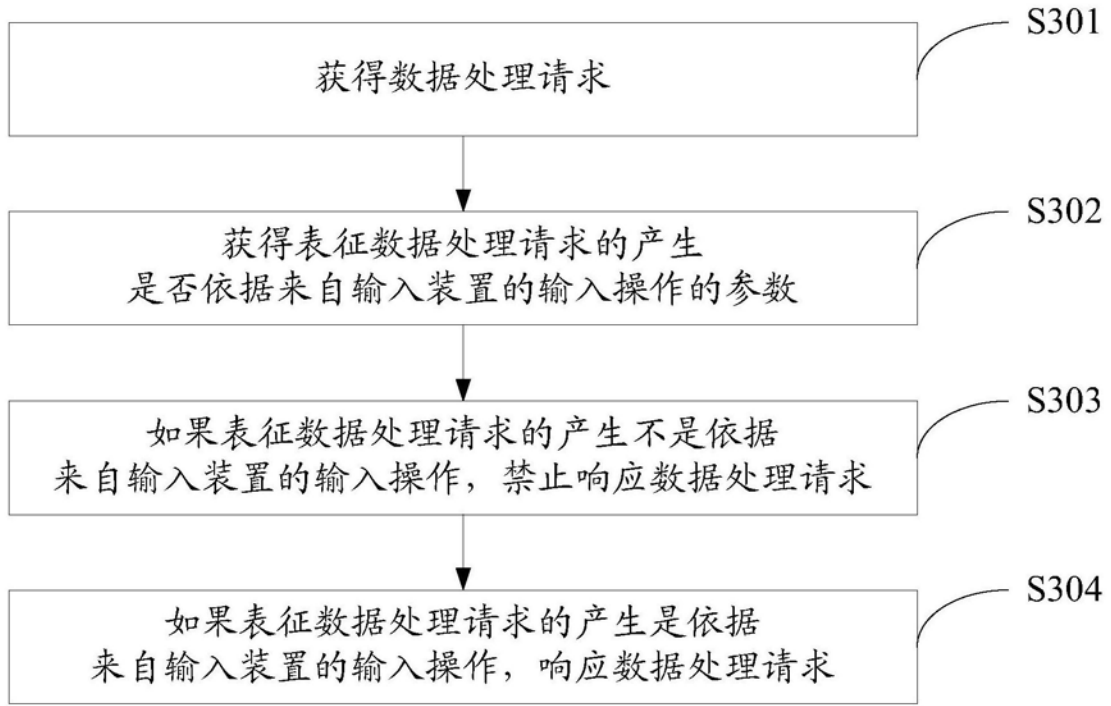 S301
获得数据处理请求
S302
获得表征数据处理请求的产生
是否依据来自输入装置的输入操作的参数
S303
如果表征数据处理请求的产生不是依据
来自输入装置的输入操作，禁止响应数据处理请求
S304
如果表征数据处理请求的产生是依据
来自输入装置的输入操作，响应数据处理请求